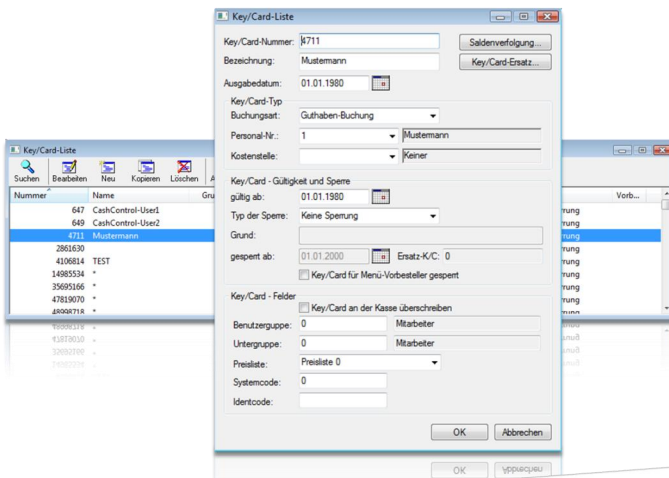 Key/Card-Liste
Key/Card-Nummer: 4711 Saldenverfolgung...
Bezeichnung: Mustermann Key/Card-Ersatz...
Ausgabedatum: 01.01.1980
Key/Card-Typ
Buchungsart: Guthaben-Buchung
Personal-Nr.: 1 Mustermann
Kostenstelle: Keiner
Key/Card - Gültigkeit und Sperre
gültig ab: 01.01.1980
Typ der Sperre: Keine Sperrung
Grund:
gesperrt ab: 01.01.2000 Ersatz-K/C: 0
Key/Card für Menü-Vorbesteller gesperrt
Key/Card - Felder
Key/Card an der Kasse überschreiben
Benutzergruppe: 0 Mitarbeiter
Untergruppe: 0 Mitarbeiter
Preisliste: Preisliste 0
Systemcode: 0
Identcode:
OK Abbrechen
Key/Card-Liste
Suchen Bearbeiten Neu Kopieren Löschen A
Nummer Name Gru Vorb...
647 CashControl-User1 rrung
649 CashControl-User2 rrung
4711 Mustermann rrung
2861630 rrung
4106814 TEST rrung
14985534 * rrung
35695166 * rrung
47819070 * rrung
48998718 * rrung